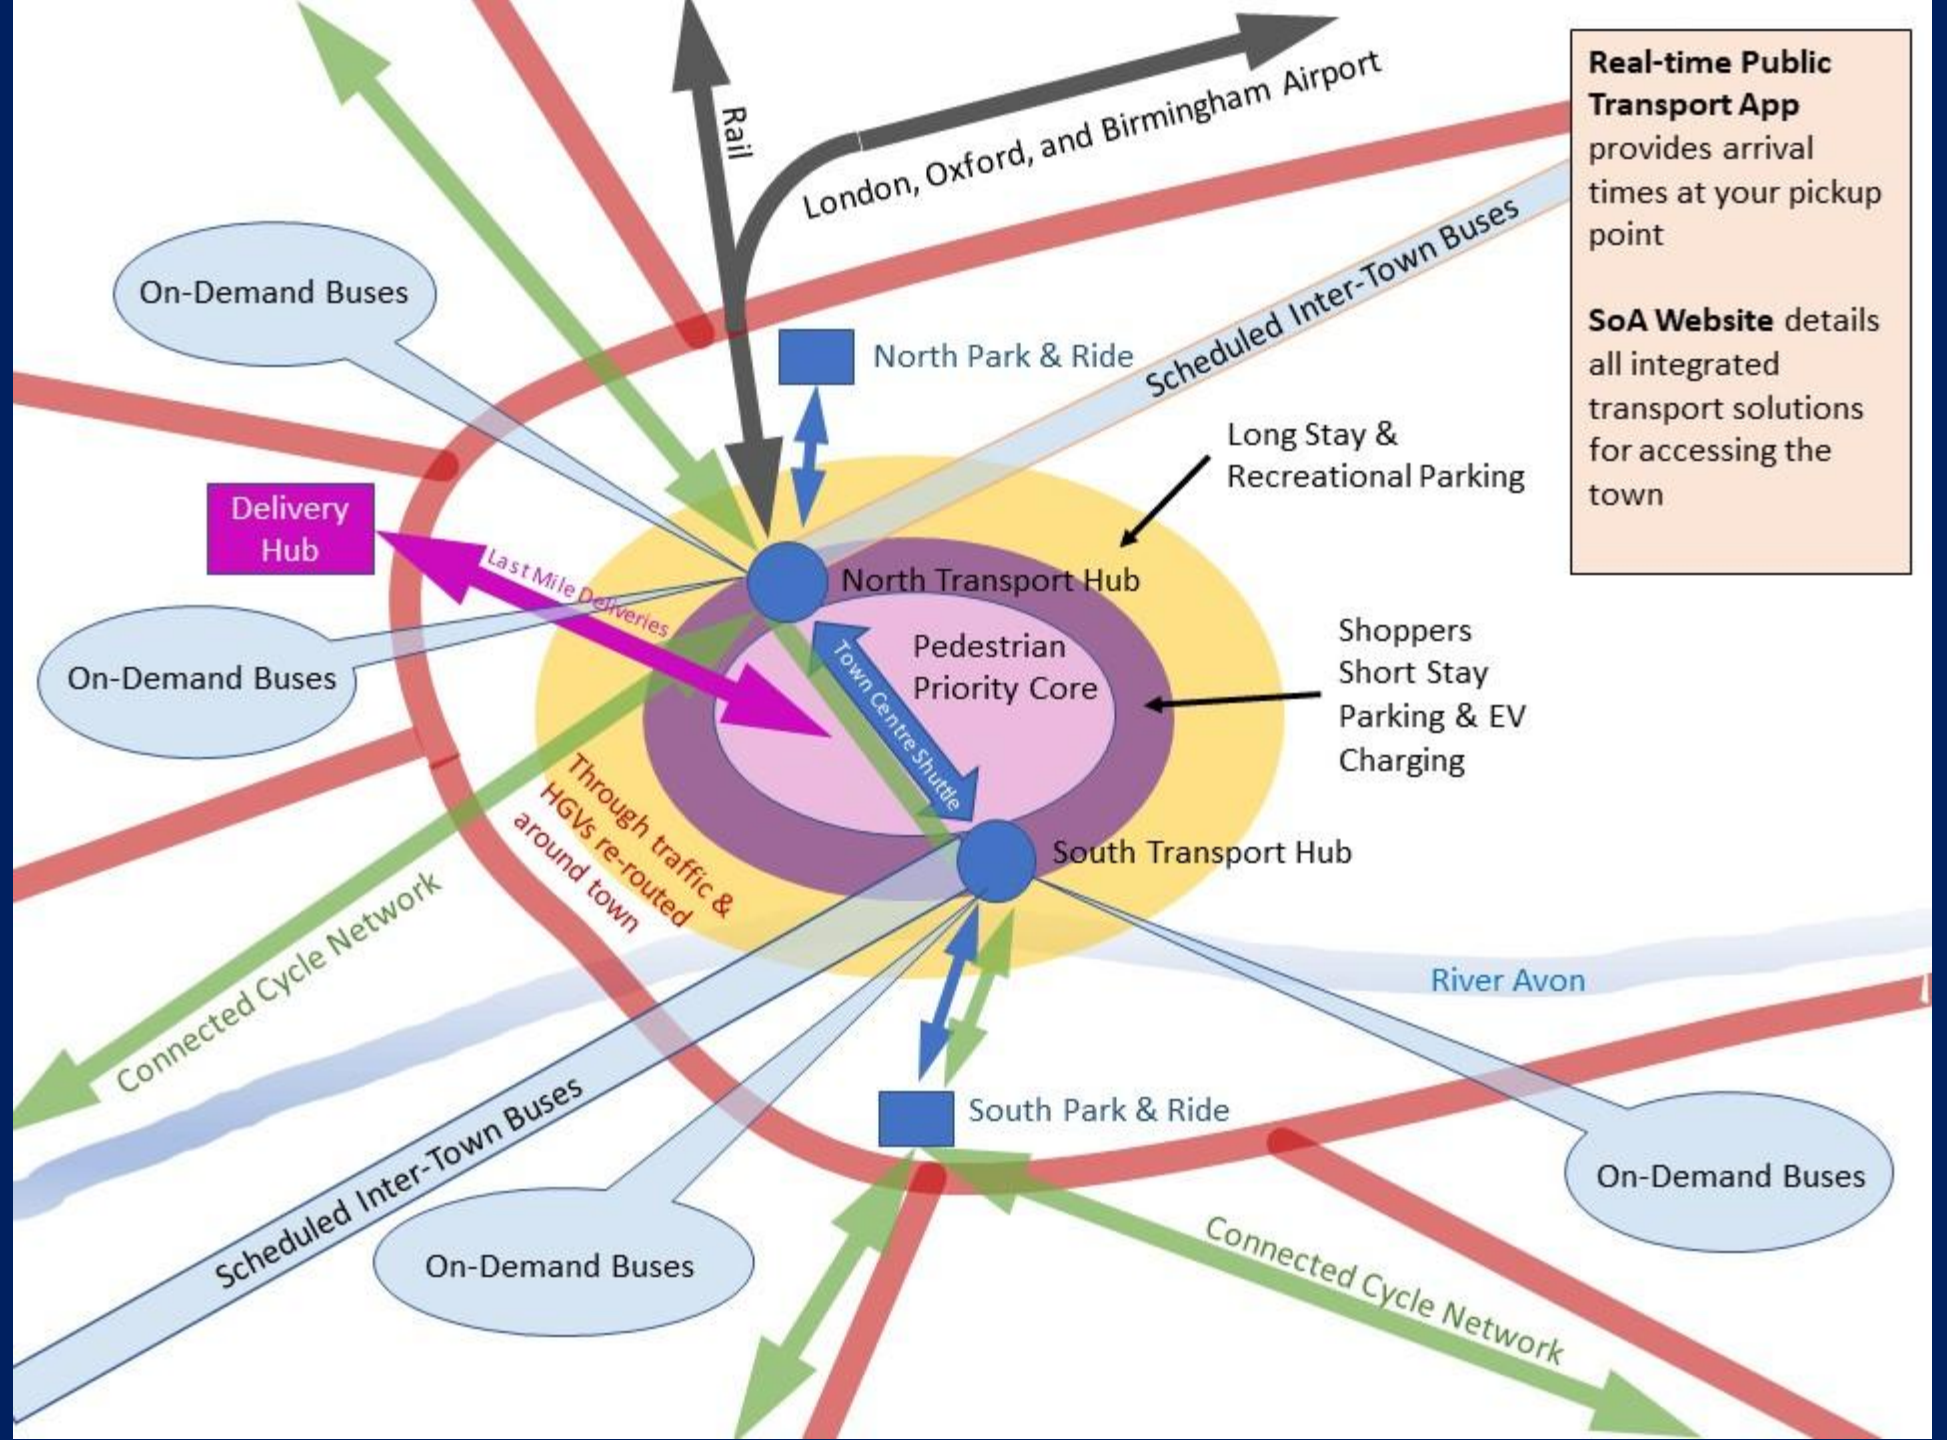 Rail
London, Oxford, and Birmingham Airport
Real-time Public
Transport App
provides arrival
times at your pickup
point
SoA Website details
all integrated
transport solutions
for accessing the
town
On-Demand Buses
North Park & Ride
Scheduled Inter-Town Buses
Long Stay &
Recreational Parking
Delivery
Hub
Last Mile Deliveries
North Transport Hub
On-Demand Buses
Pedestrian
Priority Core
Town Centre Shuttle
Shoppers
Short Stay
Parking & EV
Charging
Through traffic &
HGVs re-routed
around town
South Transport Hub
Connected Cycle Network
River Avon
Scheduled Inter-Town Buses
South Park & Ride
On-Demand Buses
On-Demand Buses
Connected Cycle Network